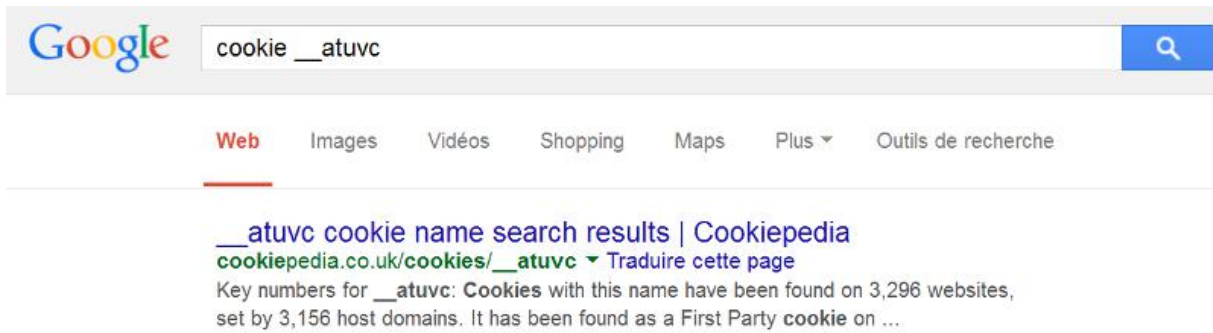 Google cookie __atuvc
Web Images Vidéos Shopping Maps Plus Outils de recherche
__atuvc cookie name search results | Cookiepedia
cookiepedia.co.uk/cookies/__atuvc Traduire cette page
Key numbers for __atuvc: Cookies with this name have been found on 3,296 websites,
set by 3,156 host domains. It has been found as a First Party cookie on ...